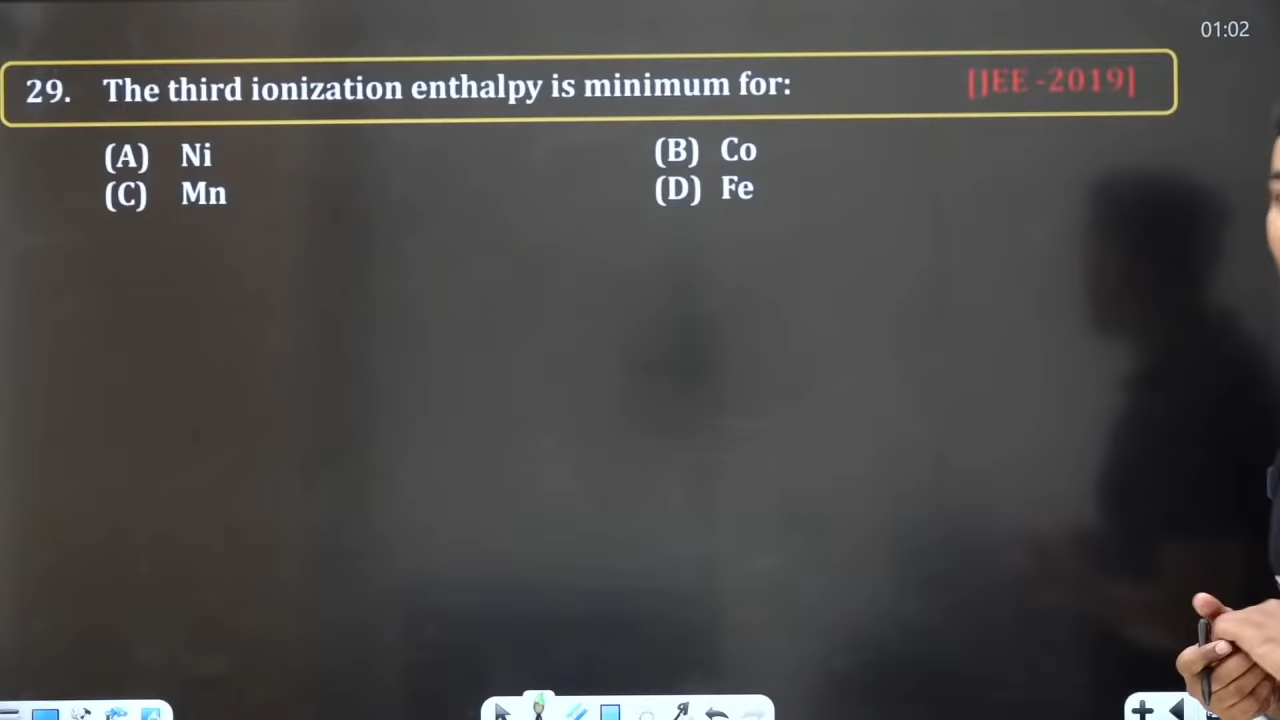 01:02
29. The third ionization enthalpy is minimum for: [JEE -2019]
(A) Ni (B) Co
(C) Mn (D) Fe